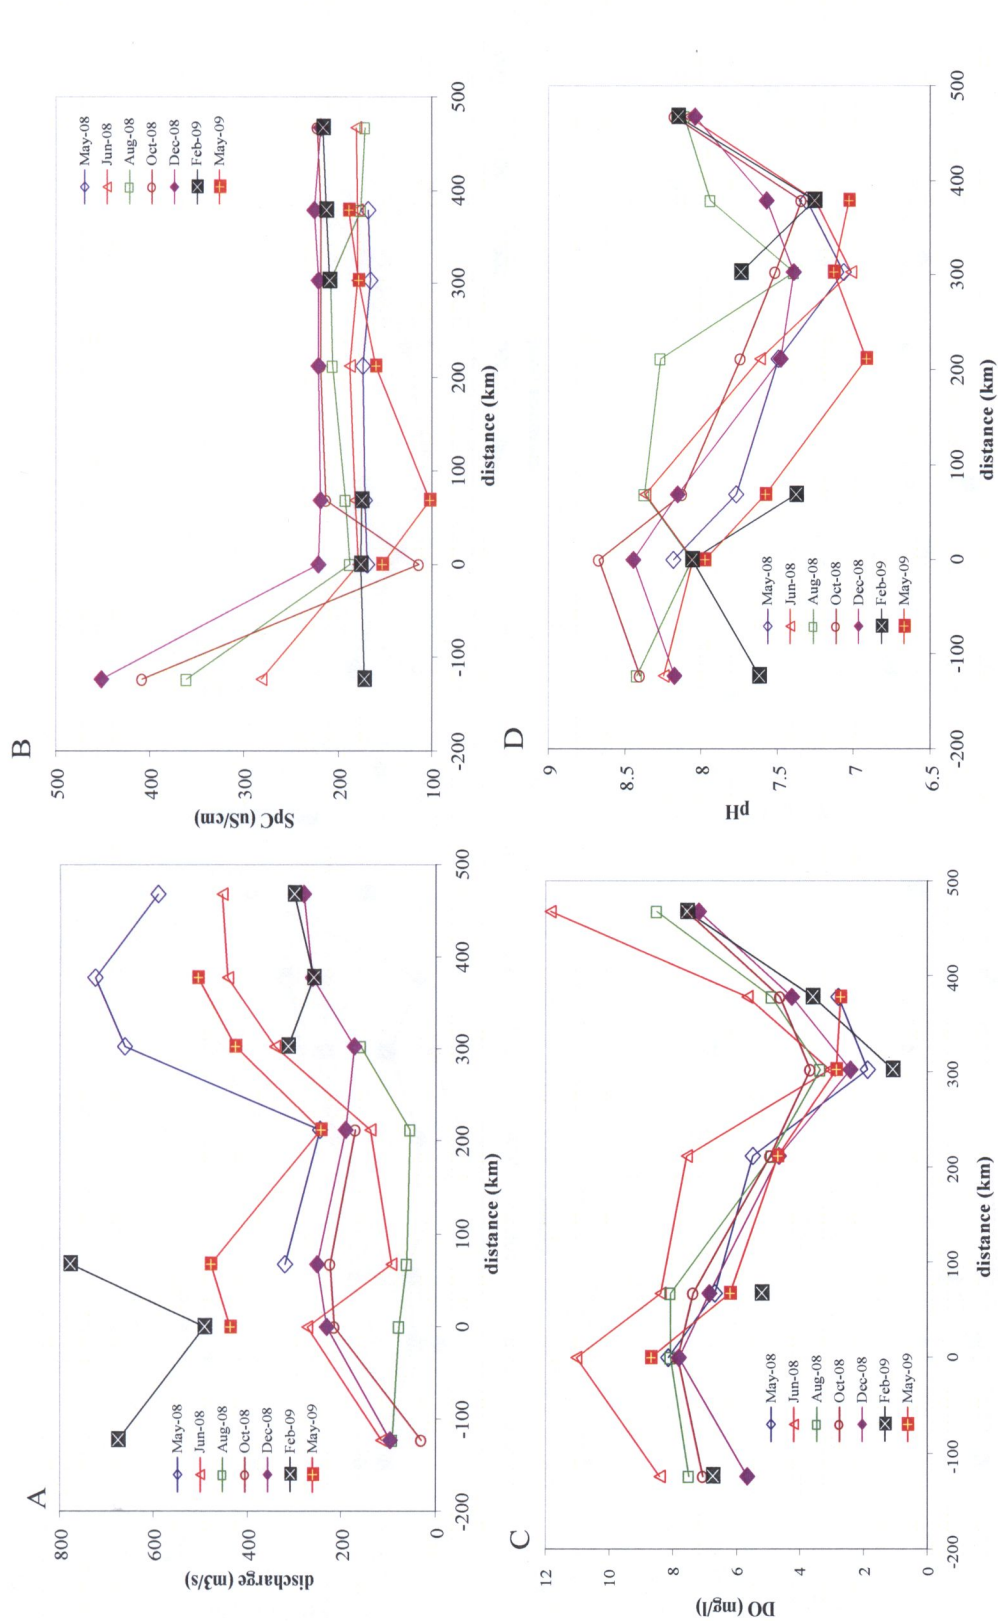 A
800
600
400
200
0
discharge (m3/s)
-200
-100
0
100
200
300
400
500
distance (km)
May-08
Jun-08
Aug-08
Oct-08
Dec-08
Feb-09
May-09
B
500
400
300
200
100
SpC (uS/cm)
-200
-100
0
100
200
300
400
500
distance (km)
May-08
Jun-08
Aug-08
Oct-08
Dec-08
Feb-09
May-09
C
12
10
8
6
4
2
0
DO (mg/l)
-200
-100
0
100
200
300
400
500
distance (km)
May-08
Jun-08
Aug-08
Oct-08
Dec-08
Feb-09
May-09
D
9
8.5
8
7.5
7
6.5
pH
-200
-100
0
100
200
300
400
500
distance (km)
May-08
Jun-08
Aug-08
Oct-08
Dec-08
Feb-09
May-09